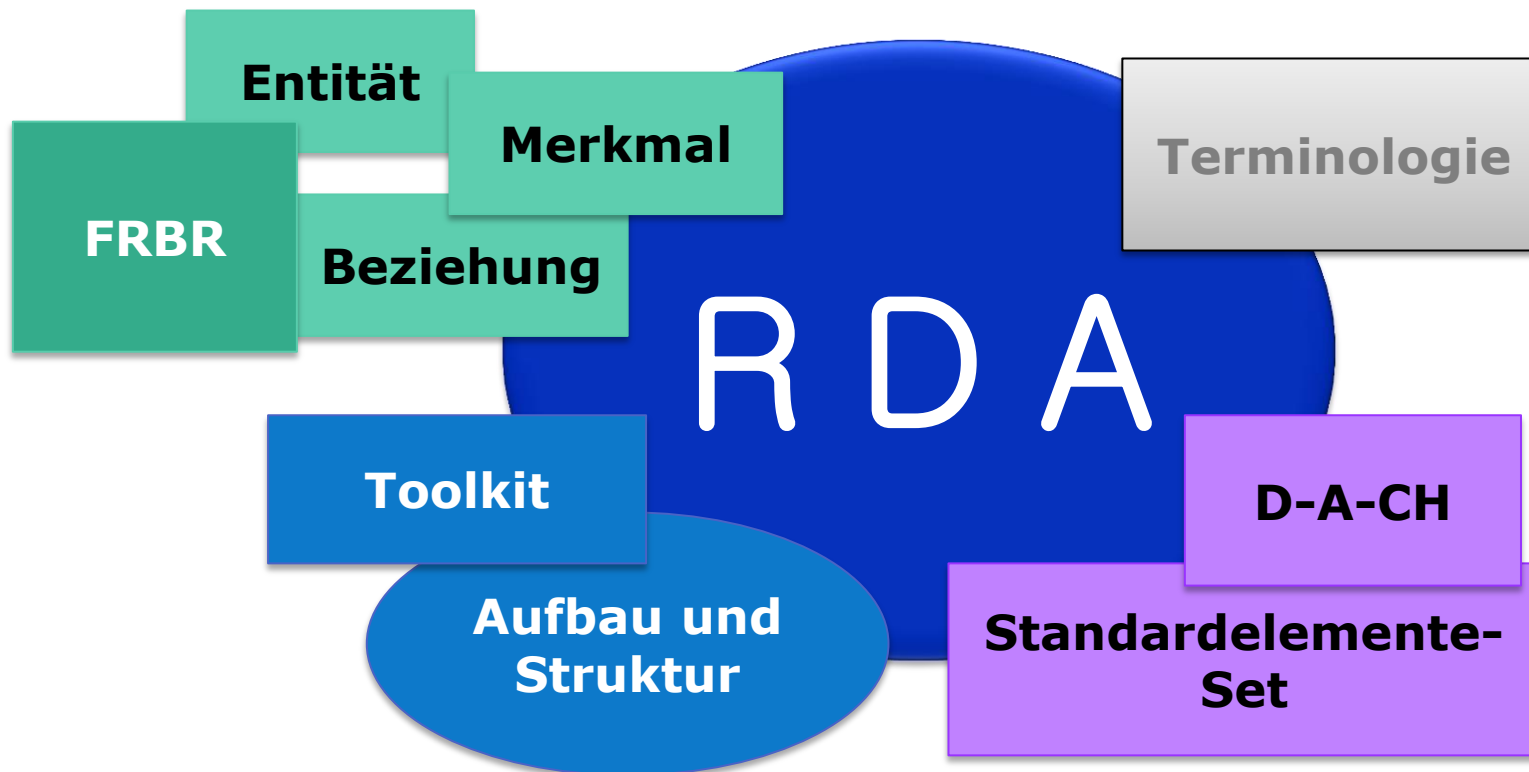 Entität
Merkmal
Terminologie
FRBR
Beziehung
R D A
Toolkit
D-A-CH
Aufbau und
Struktur
Standardelemente-
Set